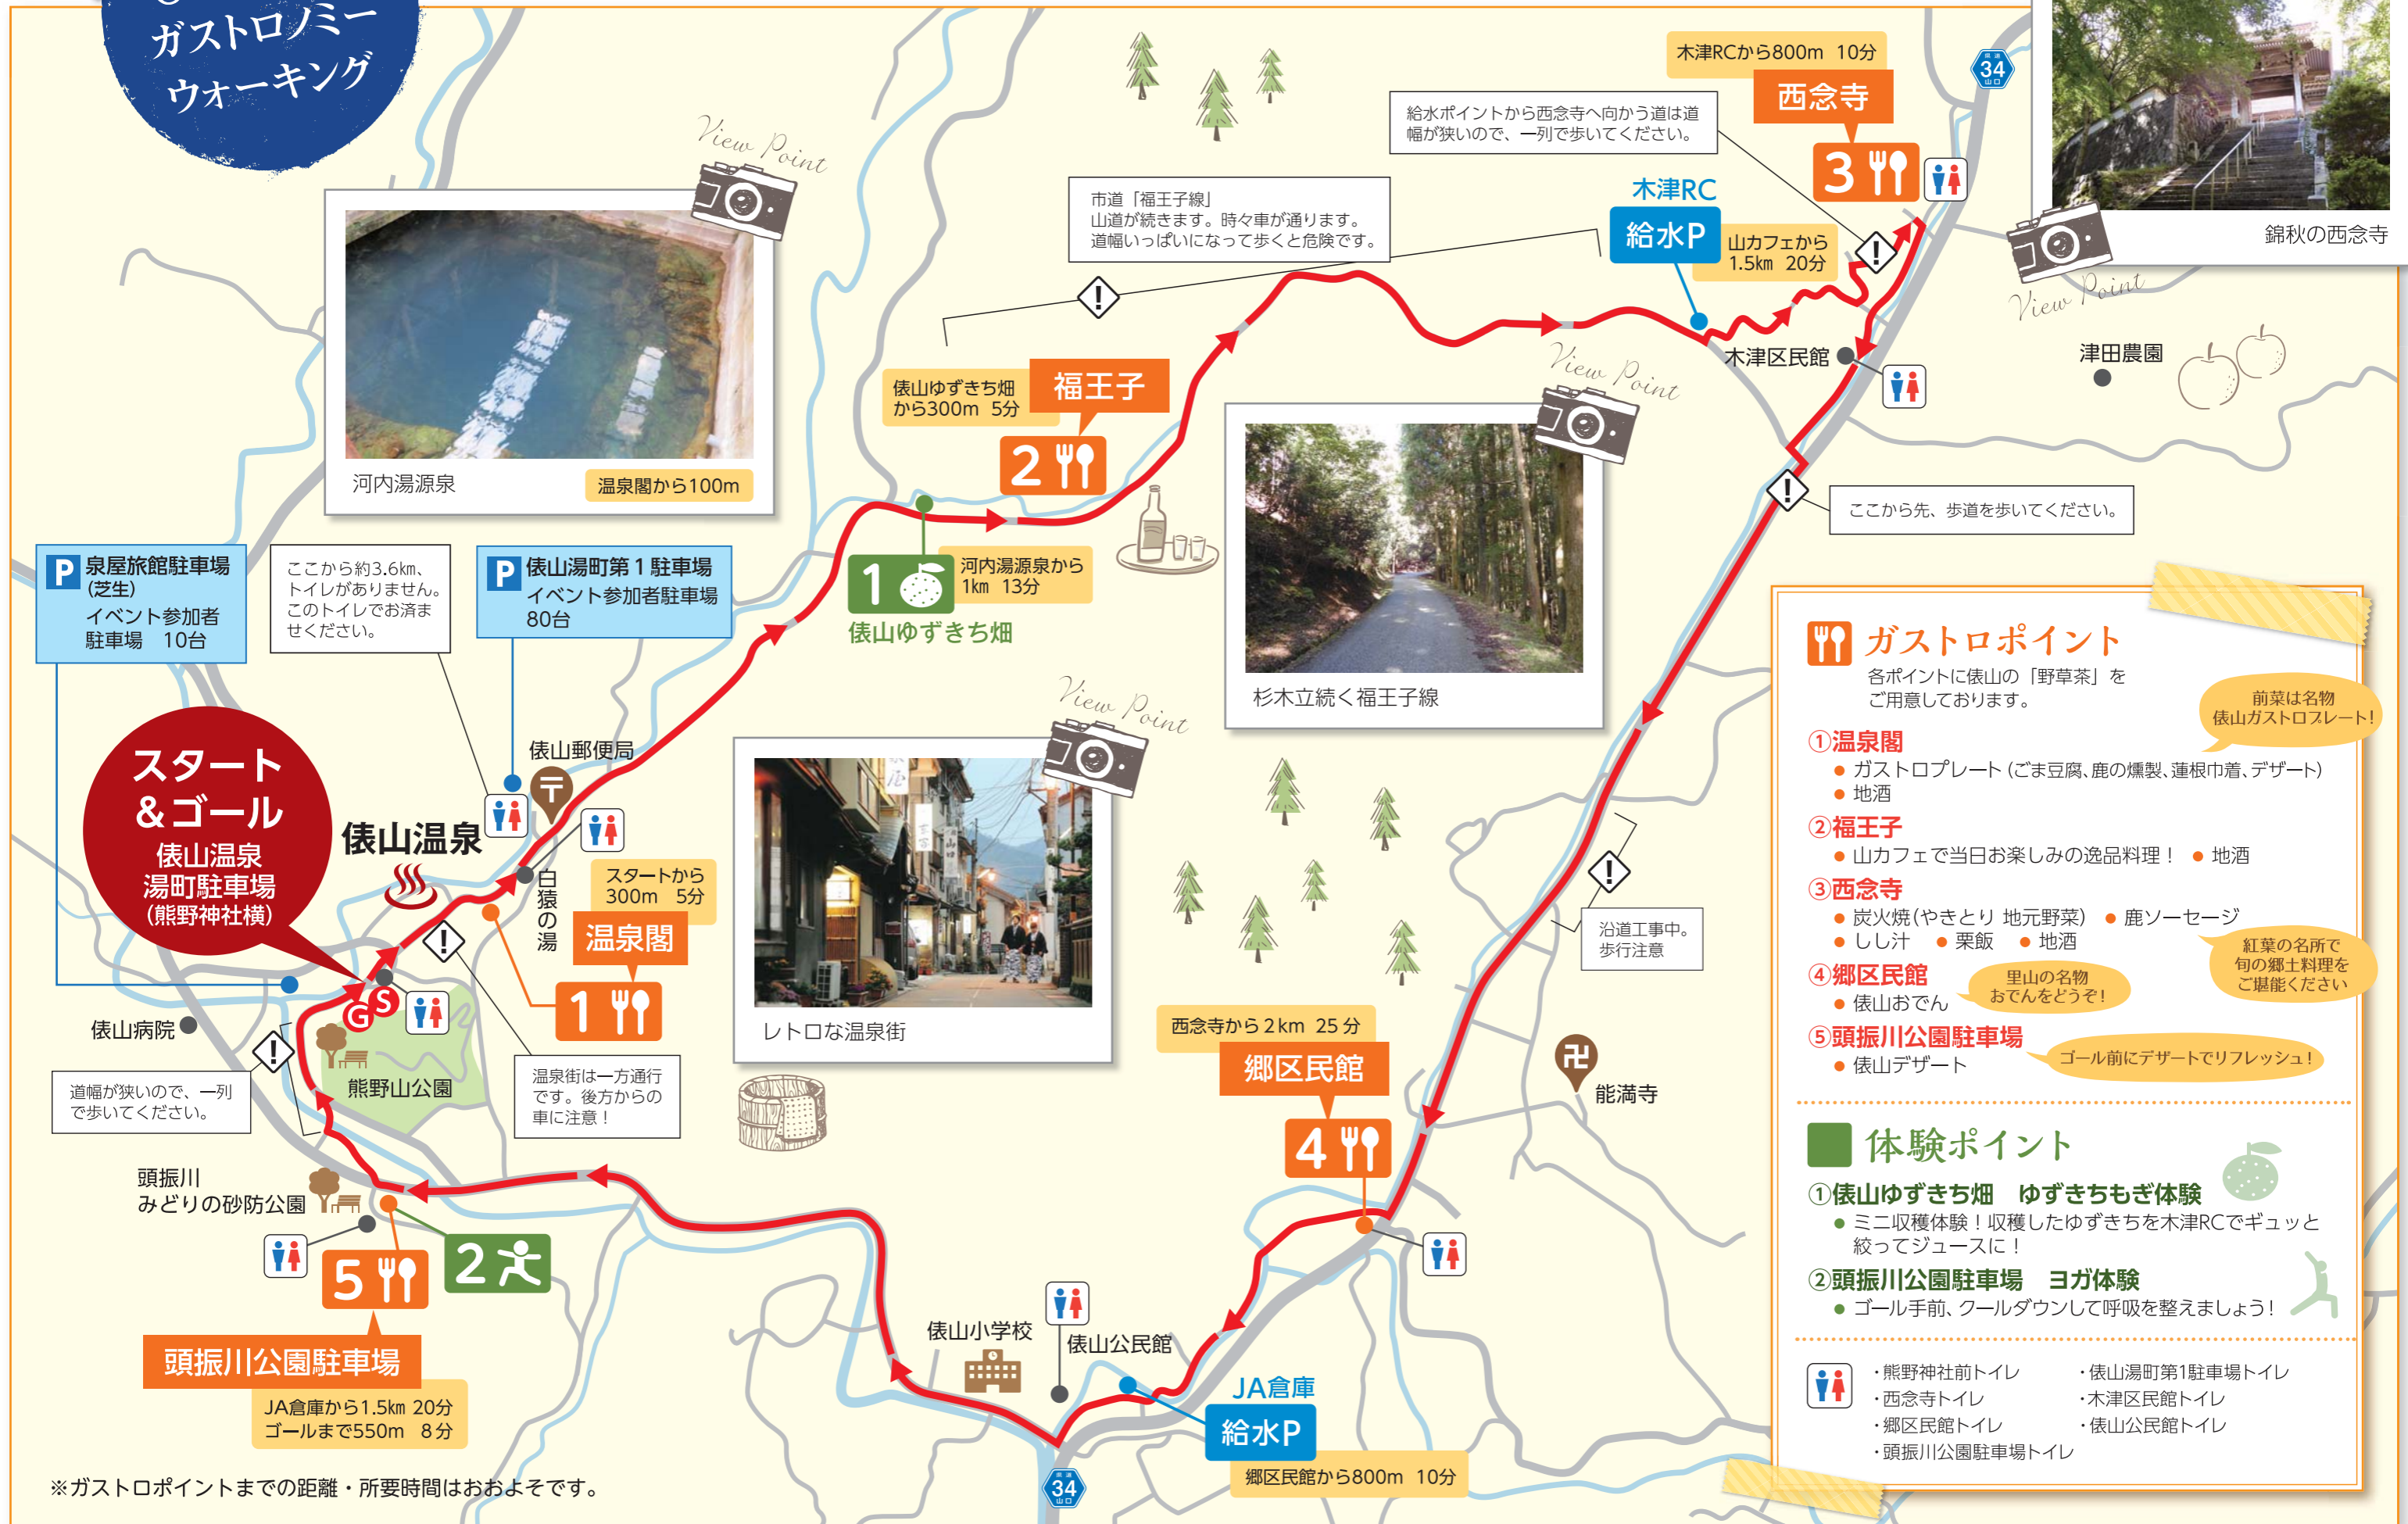 ガストロノミー
ウォーキング
View Point
河内湯源泉
温泉閣から100m
市道「福王子線」
山道が続きます。時々車が通ります。
道幅いっぱいになって歩くと危険です。
給水ポイントから西念寺へ向かう道は道
幅が狭いので、一列で歩いてください。
木津RCから800m 10分
西念寺
3
県道
34
山口
錦秋の西念寺
View Point
木津RC
給水P
山カフェから
1.5km 20分
木津区民館
津田農園
俵山ゆずきち畑
から300m 5分
福王子
2
View Point
杉木立続く福王子線
ここから先、歩道を歩いてください。
P 泉屋旅館駐車場
(芝生)
イベント参加者
駐車場 10台
ここから約3.6km、
トイレがありません。
このトイレでお済ま
せください。
P 俵山湯町第1駐車場
イベント参加者駐車場
80台
1
河内湯源泉から
1km 13分
俵山ゆずきち畑
スタート
&ゴール
俵山温泉
湯町駐車場
(熊野神社横)
俵山温泉
俵山郵便局
白猿の湯
スタートから
300m 5分
温泉閣
1
View Point
レトロな温泉街
G
S
俵山病院
熊野山公園
道幅が狭いので、一列
で歩いてください。
温泉街は一方通行
です。後方からの
車に注意!
沿道工事中。
歩行注意
西念寺から2km 25分
郷区民館
4
能満寺
頭振川
みどりの砂防公園
5
2
頭振川公園駐車場
JA倉庫から1.5km 20分
ゴールまで550m 8分
俵山小学校
俵山公民館
JA倉庫
給水P
郷区民館から800m 10分
県道
34
山口
※ガストロポイントまでの距離・所要時間はおおよそです。
ガストロポイント
各ポイントに俵山の「野草茶」を
ご用意しております。
前菜は名物
俵山ガストロプレート!
①温泉閣
● ガストロプレート(ごま豆腐、鹿の燻製、蓮根巾着、デザート)
● 地酒
②福王子
● 山カフェで当日お楽しみの逸品料理! ● 地酒
③西念寺
● 炭火焼(やきとり 地元野菜) ● 鹿ソーセージ
● しし汁 ● 栗飯 ● 地酒
紅葉の名所で
旬の郷土料理を
ご堪能ください
④郷区民館
● 俵山おでん
里山の名物
おでんをどうぞ!
⑤頭振川公園駐車場
● 俵山デザート
ゴール前にデザートでリフレッシュ!
体験ポイント
①俵山ゆずきち畑 ゆずきちもぎ体験
● ミニ収穫体験!収穫したゆずきちを木津RCでギュッと
絞ってジュースに!
②頭振川公園駐車場 ヨガ体験
● ゴール手前、クールダウンして呼吸を整えましょう!
・熊野神社前トイレ ・俵山湯町第1駐車場トイレ
・西念寺トイレ ・木津区民館トイレ
・郷区民館トイレ ・俵山公民館トイレ
・頭振川公園駐車場トイレ